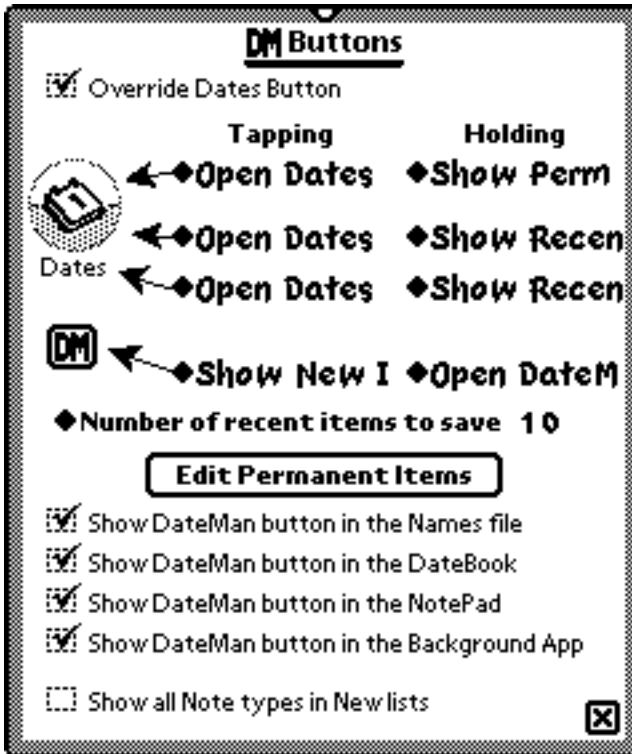 DM Buttons
Override Dates Button
Tapping Holding
Open Dates Show Perm
1
Open Dates Show Recen
Dates
Open Dates Show Recen
DM
Show New I Open DateM
Number of recent items to save 10
Edit Permanent Items
Show DateMan button in the Names file
Show DateMan button in the DateBook
Show DateMan button in the NotePad
Show DateMan button in the Background App
Show all Note types in New lists